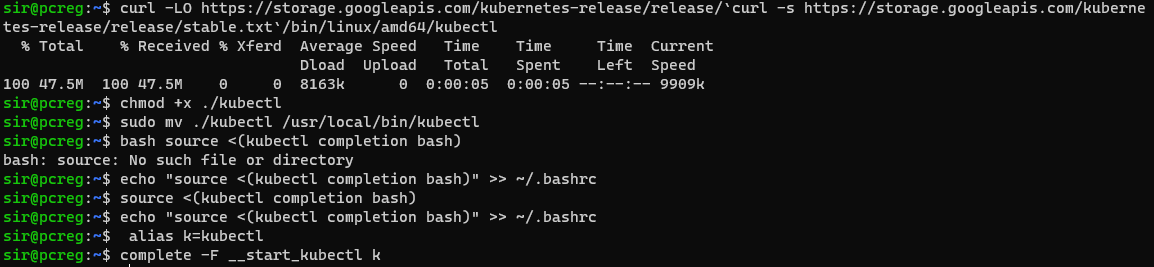 sir@pcreg:~$ curl -LO https://storage.googleapis.com/kubernetes-release/release/`curl -s https://storage.googleapis.com/kuberne
tes-release/release/stable.txt`/bin/linux/amd64/kubectl
  % Total    % Received % Xferd  Average Speed   Time    Time     Time  Current
                                 Dload  Upload   Total   Spent    Left  Speed
100 47.5M  100 47.5M    0     0  8163k      0  0:00:05  0:00:05 --:--:-- 9909k
sir@pcreg:~$ chmod +x ./kubectl
sir@pcreg:~$ sudo mv ./kubectl /usr/local/bin/kubectl
sir@pcreg:~$ bash source <(kubectl completion bash)
bash: source: No such file or directory
sir@pcreg:~$ echo "source <(kubectl completion bash)" >> ~/.bashrc
sir@pcreg:~$ source <(kubectl completion bash)
sir@pcreg:~$ echo "source <(kubectl completion bash)" >> ~/.bashrc
sir@pcreg:~$  alias k=kubectl
sir@pcreg:~$ complete -F __start_kubectl k